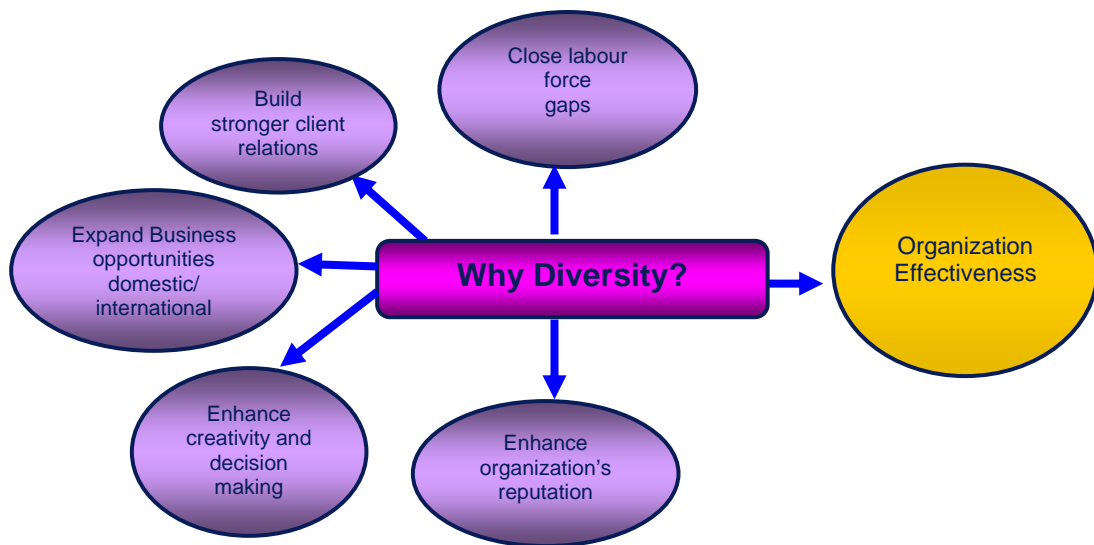 Close labour
force
gaps
Build
stronger client
relations
Expand Business
opportunities
domestic/
international
Why Diversity?
Organization
Effectiveness
Enhance
creativity and
decision
making
Enhance
organization’s
reputation